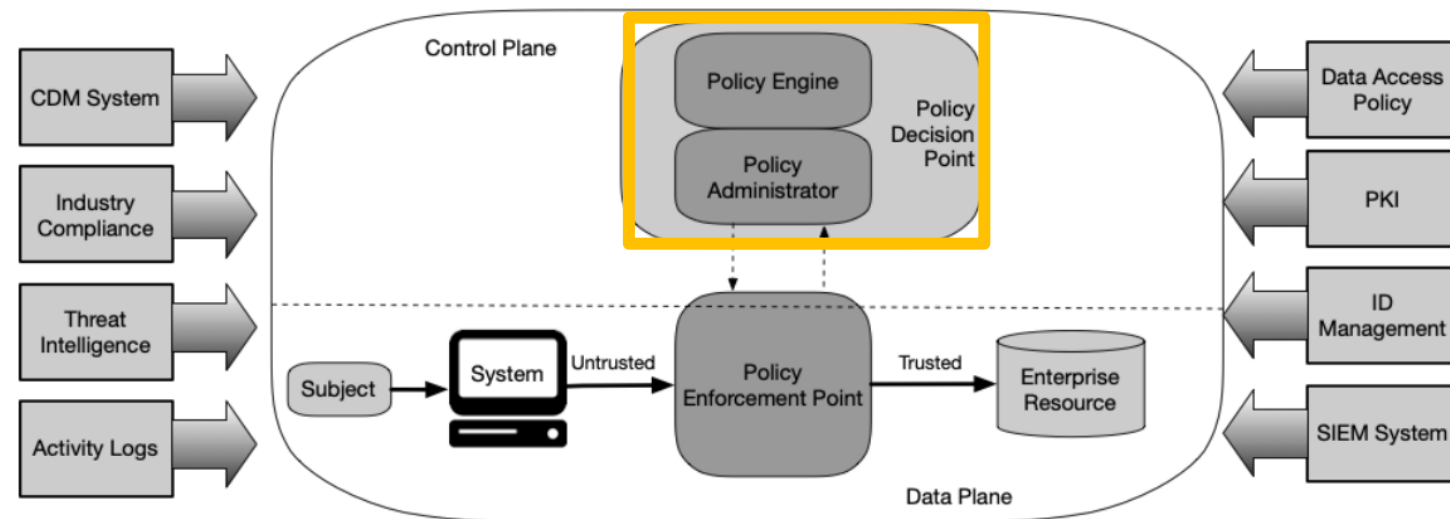 Control Plane
CDM System
Industry
Compliance
Threat
Intelligence
Activity Logs
Policy Engine
Policy
Administrator
Policy
Decision
Point
Data Access
Policy
PKI
ID
Management
SIEM System
Subject
System
Untrusted
Policy
Enforcement Point
Trusted
Enterprise
Resource
Data Plane